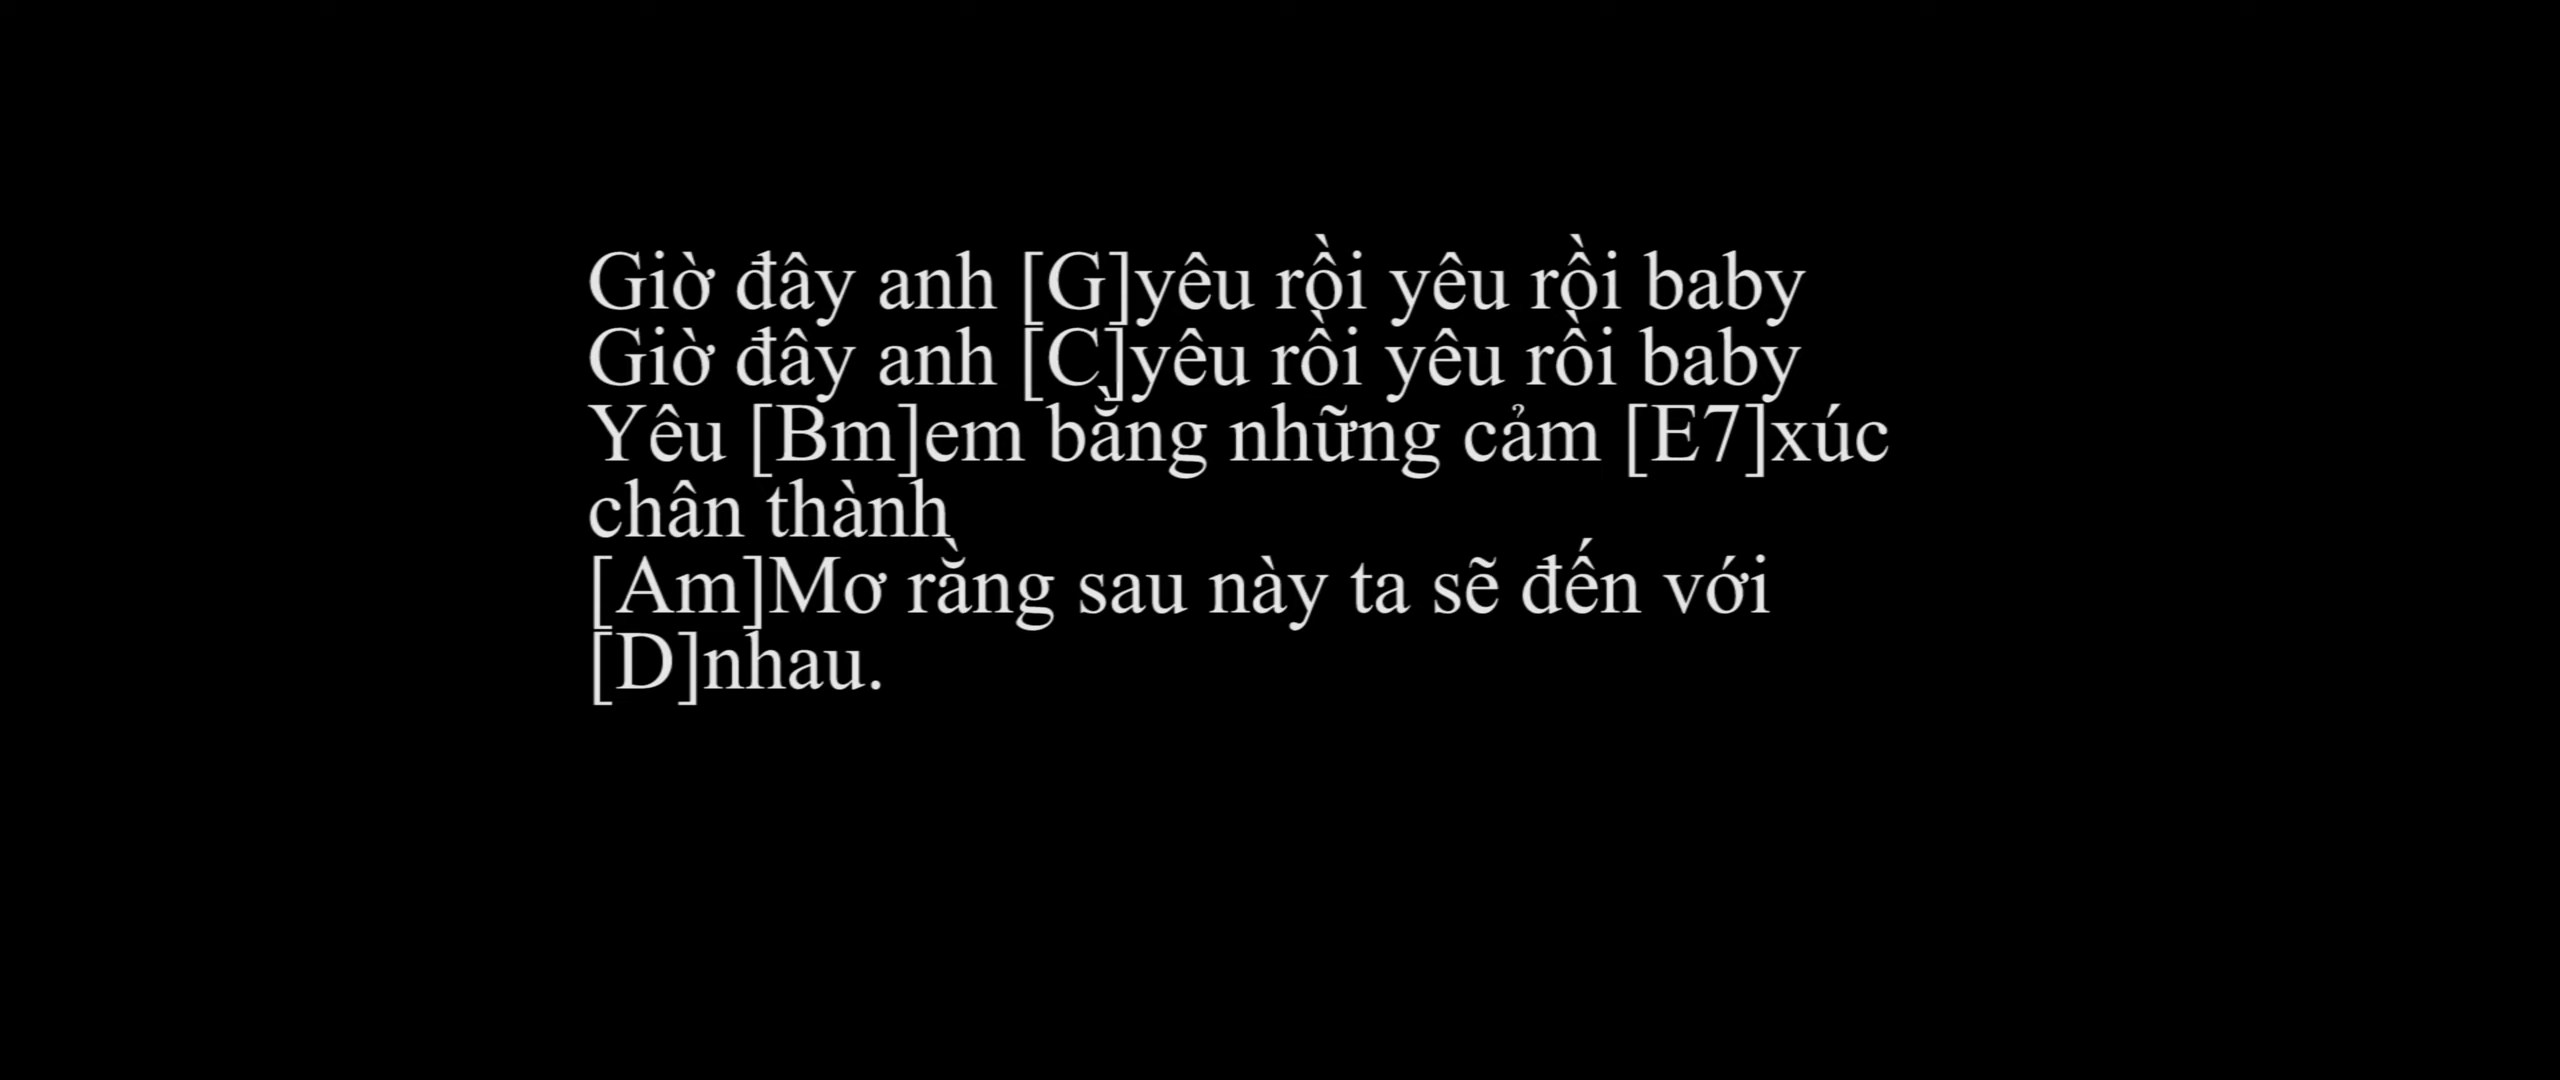 Giờ đây anh [G]yêu rồi yêu rồi baby
Giờ đây anh [C]yêu rồi yêu rồi baby
Yêu [Bm]em bằng những cảm [E7]xúc
chân thành
[Am]Mơ rằng sau này ta sẽ đến với
[D]nhau.